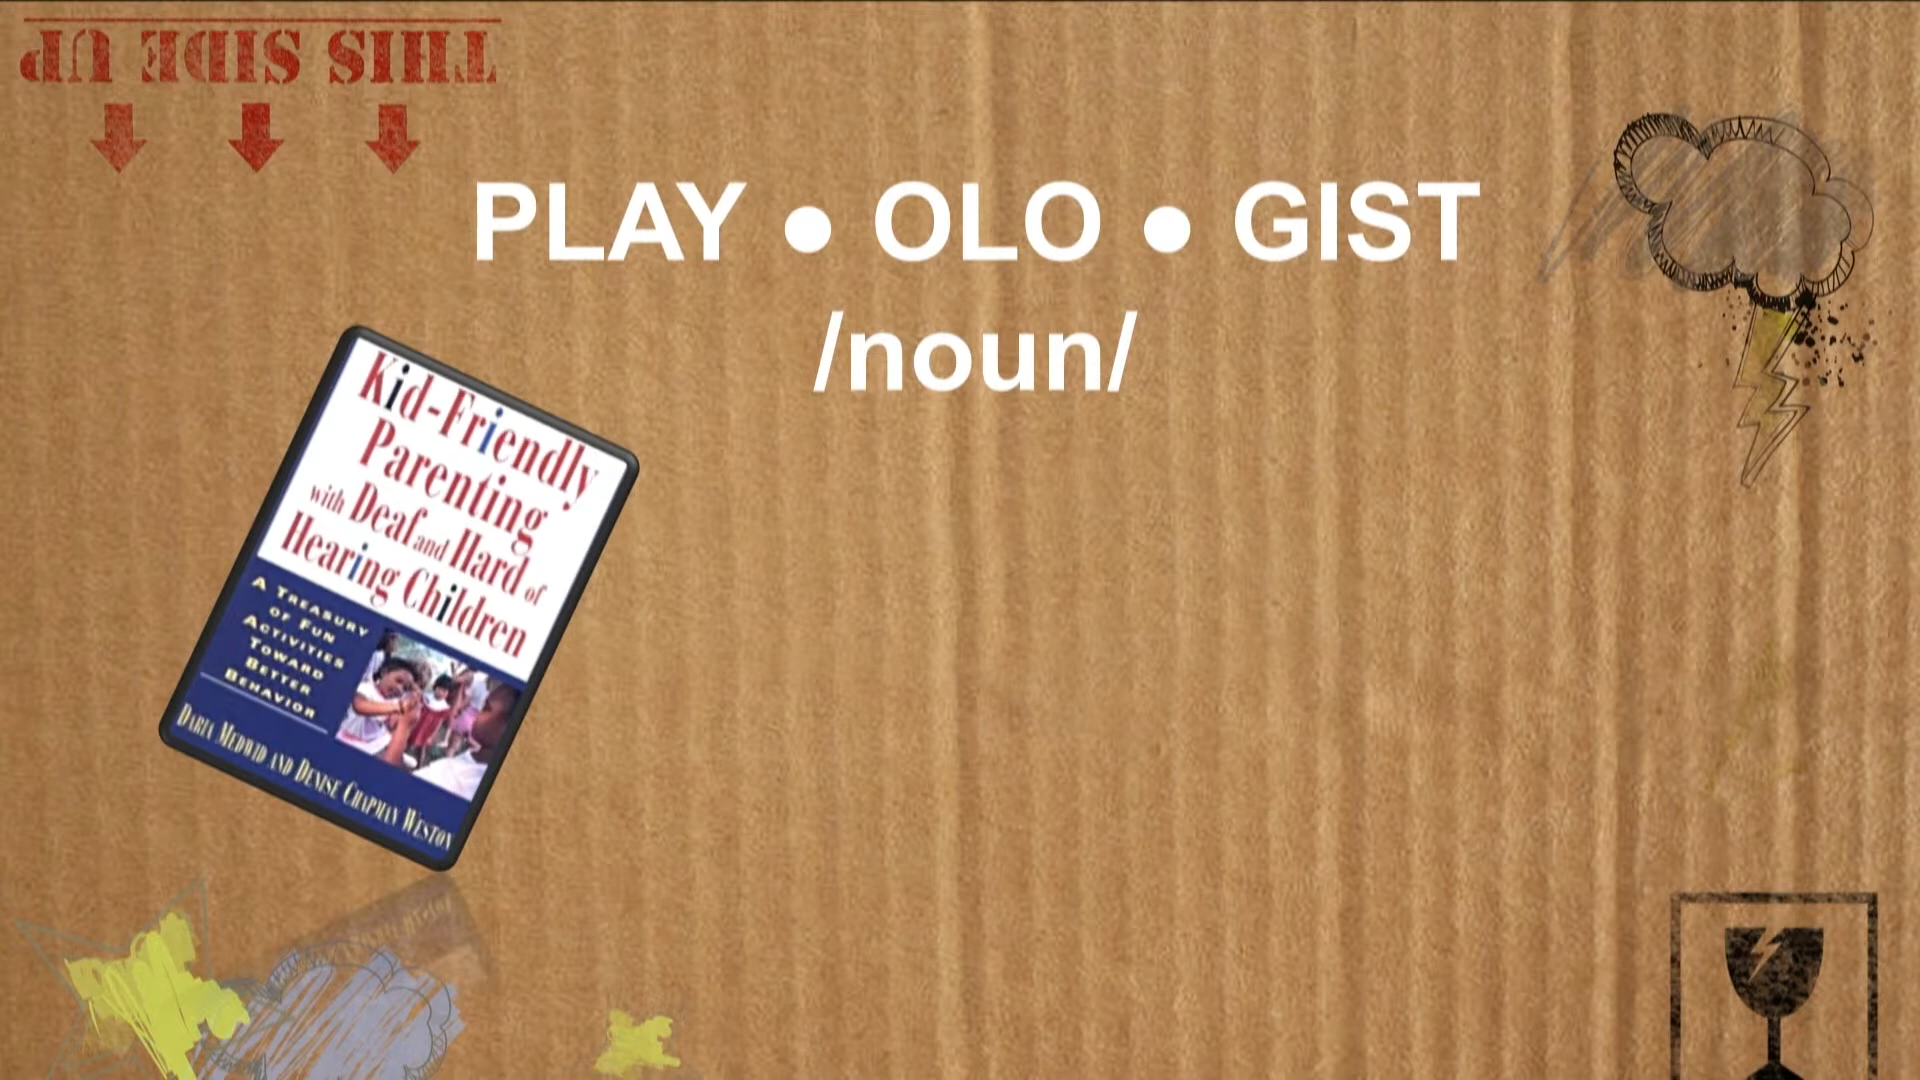 THIS SIDE UP
PLAY • OLO • GIST
/noun/
Kid-Friendly
Parenting
with Deaf and Hard of
Hearing Children
A TREASURY
OF FUN
ACTIVITIES
TOWARD
BETTER
BEHAVIOR
DARIA MEDWID AND DENISE CHAPMAN WESTON